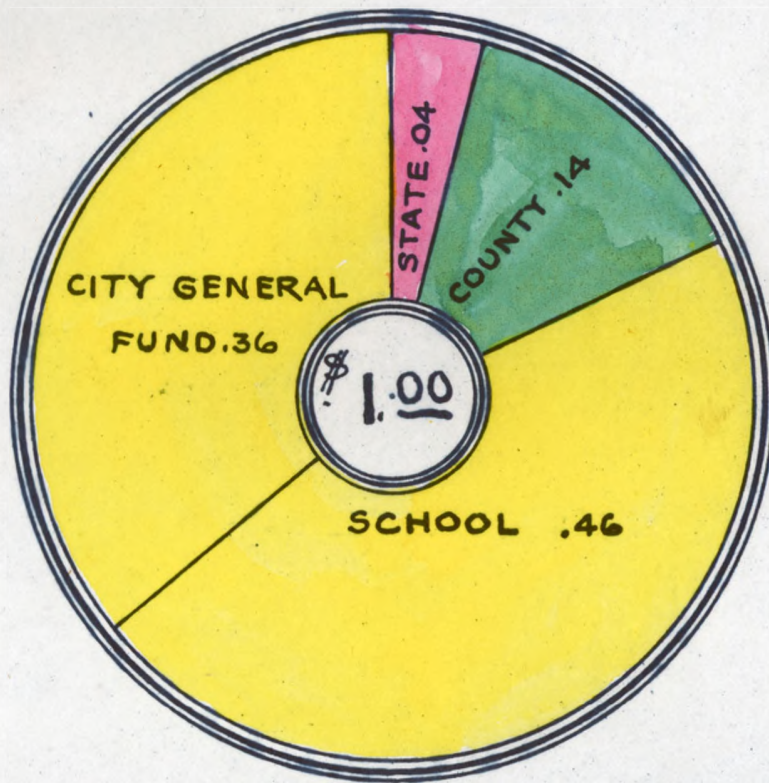 STATE .04
COUNTY .14
CITY GENERAL
FUND .36
$1.00
SCHOOL .46